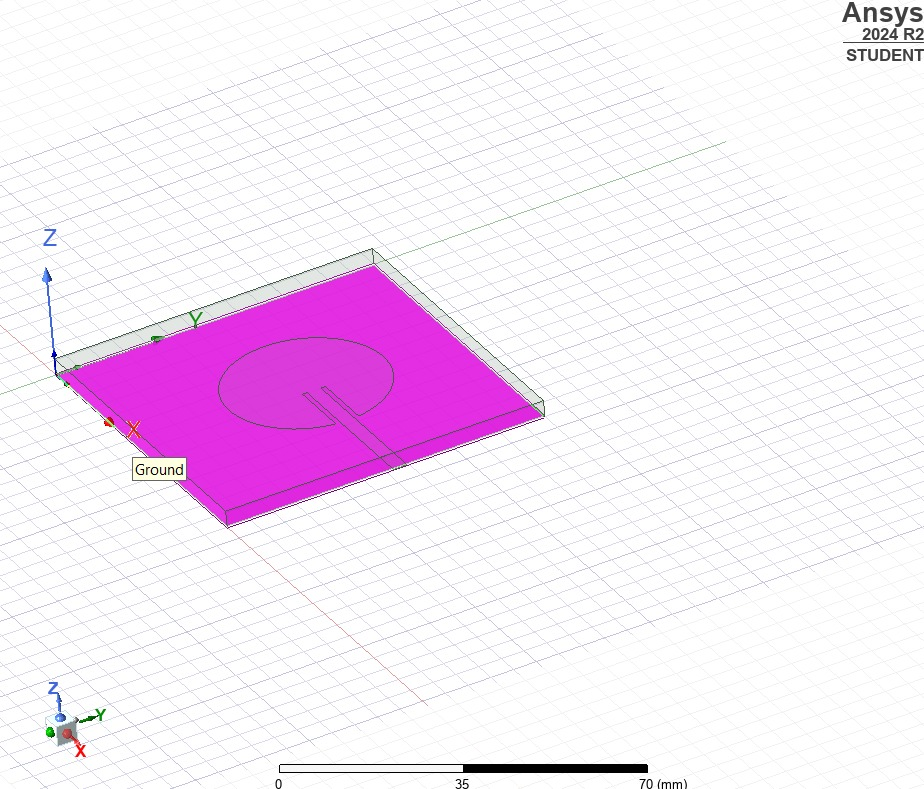 Ansys
2024 R2
STUDENT
Z
Y
X
Ground
Z
Y
X
0 35 70 (mm)